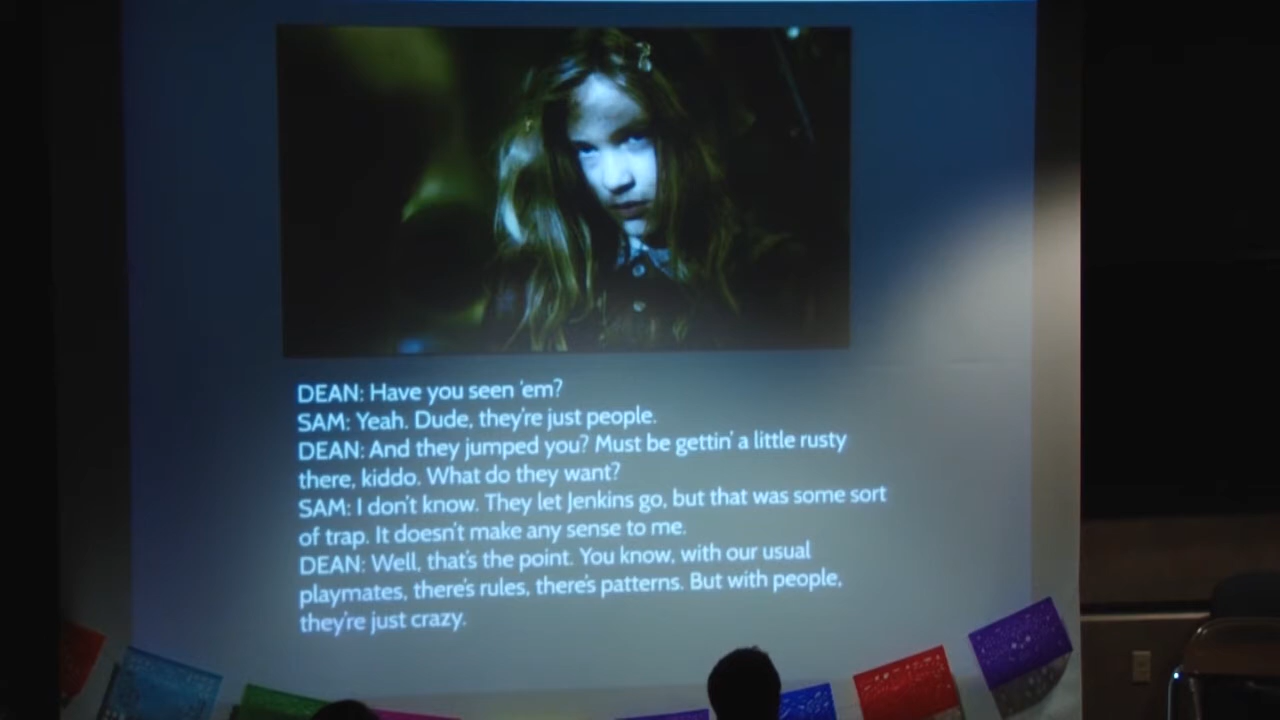 DEAN: Have you seen 'em?
SAM: Yeah. Dude, they're just people.
DEAN: And they jumped you? Must be gettin' a little rusty
there, kiddo. What do they want?
SAM: I don't know. They let Jenkins go, but that was some sort
of trap. It doesn't make any sense to me.
DEAN: Well, that's the point. You know, with our usual
playmates, there's rules, there's patterns. But with people,
they're just crazy.